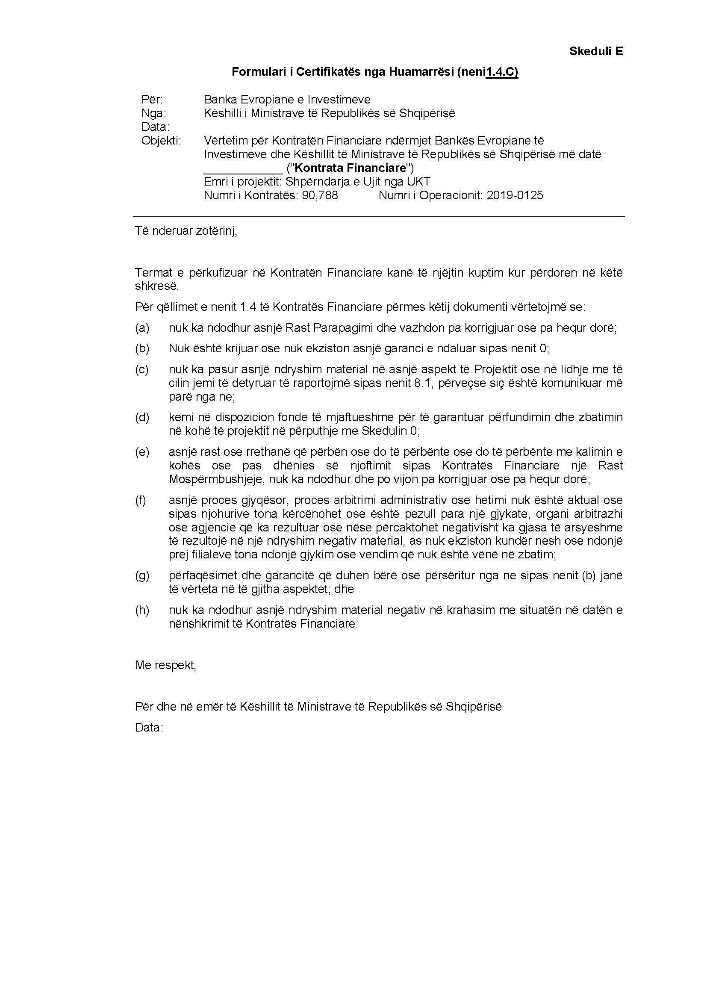 Skeduli E
Formulari i Certifikatës nga Huamarrësi (neni1.4.C)
Për: Banka Evropiane e Investimeve
Nga: Këshilli i Ministrave të Republikës së Shqipërisë
Data:
Objekti: Vërtetim për Kontratën Financiare ndërmjet Bankës Evropiane të
Investimeve dhe Këshillit të Ministrave të Republikës së Shqipërisë më datë
____________ ("Kontrata Financiare")
Emri i projektit: Shpërndarja e Ujit nga UKT
Numri i Kontratës: 90,788 Numri i Operacionit: 2019-0125
Të nderuar zotërinj,
Termat e përkufizuar në Kontratën Financiare kanë të njëjtin kuptim kur përdoren në këtë
shkresë.
Për qëllimet e nenit 1.4 të Kontratës Financiare përmes këtij dokumenti vërtetojmë se:
(a) nuk ka ndodhur asnjë Rast Parapagimi dhe vazhdon pa korrigjuar ose pa hequr dorë;
(b) Nuk është krijuar ose nuk ekziston asnjë garanci e ndaluar sipas nenit 0;
(c) nuk ka pasur asnjë ndryshim material në asnjë aspekt të Projektit ose në lidhje me të
cilin jemi të detyruar të raportojmë sipas nenit 8.1, përveçse siç është komunikuar më
parë nga ne;
(d) kemi në dispozicion fonde të mjaftueshme për të garantuar përfundimin dhe zbatimin
në kohë të projektit në përputhje me Skedulin 0;
(e) asnjë rast ose rrethanë që përbën ose do të përbënte ose do të përbënte me kalimin e
kohës ose pas dhënies së njoftimit sipas Kontratës Financiare një Rast
Mospërmbushjeje, nuk ka ndodhur dhe po vijon pa korrigjuar ose pa hequr dorë;
(f) asnjë proces gjyqësor, proces arbitrimi administrativ ose hetimi nuk është aktual ose
sipas njohurive tona kërcënohet ose është pezull para një gjykate, organi arbitrazhi
ose agjencie që ka rezultuar ose nëse përcaktohet negativisht ka gjasa të arsyeshme
të rezultojë në një ndryshim negativ material, as nuk ekziston kundër nesh ose ndonjë
prej filialeve tona ndonjë gjykim ose vendim që nuk është vënë në zbatim;
(g) përfaqësimet dhe garancitë që duhen bërë ose përsëritur nga ne sipas nenit (b) janë
të vërteta në të gjitha aspektet; dhe
(h) nuk ka ndodhur asnjë ndryshim material negativ në krahasim me situatën në datën e
nënshkrimit të Kontratës Financiare.
Me respekt,
Për dhe në emër të Këshillit të Ministrave të Republikës së Shqipërisë
Data: